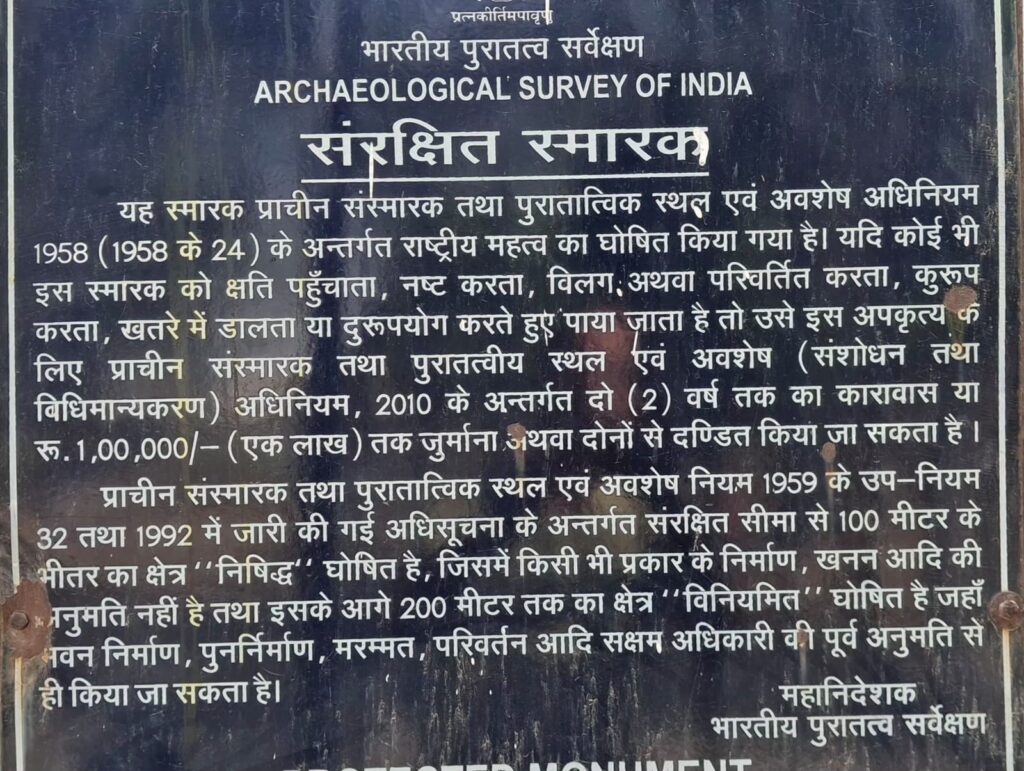 प्रत्नकीर्तिमपावृणु
भारतीय पुरातत्व सर्वेक्षण
ARCHAEOLOGICAL SURVEY OF INDIA
संरक्षित स्मारक
यह स्मारक प्राचीन संस्मारक तथा पुरातात्विक स्थल एवं अवशेष अधिनियम
1958 (1958 के 24) के अन्तर्गत राष्ट्रीय महत्व का घोषित किया गया है। यदि कोई भी
इस स्मारक को क्षति पहुँचाता, नष्ट करता, विलग अथवा परिवर्तित करता, कुरूप
करता, खतरे में डालता या दुरूपयोग करते हुए पाया जाता है तो उसे इस अपकृत्य के
लिए प्राचीन संस्मारक तथा पुरातत्वीय स्थल एवं अवशेष (संशोधन तथा
विधिमान्यकरण) अधिनियम, 2010 के अन्तर्गत दो (2) वर्ष तक का कारावास या
रू.1,00,000/– (एक लाख) तक जुर्माना अथवा दोनों से दण्डित किया जा सकता है।
प्राचीन संस्मारक तथा पुरातात्विक स्थल एवं अवशेष नियम 1959 के उप–नियम
32 तथा 1992 में जारी की गई अधिसूचना के अन्तर्गत संरक्षित सीमा से 100 मीटर के
भीतर का क्षेत्र ''निषिद्ध'' घोषित है, जिसमें किसी भी प्रकार के निर्माण, खनन आदि की
अनुमति नहीं है तथा इसके आगे 200 मीटर तक का क्षेत्र ''विनियमित'' घोषित है जहाँ
भवन निर्माण, पुनर्निर्माण, मरम्मत, परिवर्तन आदि सक्षम अधिकारी की पूर्व अनुमति से
ही किया जा सकता है।
महानिदेशक
भारतीय पुरातत्व सर्वेक्षण
PROTECTED MONUMENT